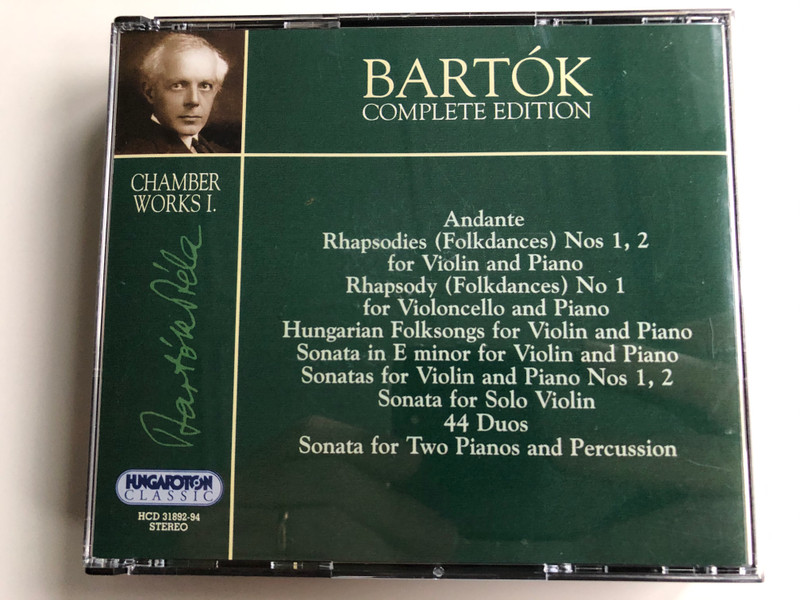 BARTÓK
COMPLETE EDITION
CHAMBER
WORKS I.
Bartók Béla
Andante
Rhapsodies (Folkdances) Nos 1, 2
for Violin and Piano
Rhapsody (Folkdances) No 1
for Violoncello and Piano
Hungarian Folksongs for Violin and Piano
Sonata in E minor for Violin and Piano
Sonatas for Violin and Piano Nos 1, 2
Sonata for Solo Violin
44 Duos
Sonata for Two Pianos and Percussion
HUNGAROTON
CLASSIC
HCD 31892-94
STEREO